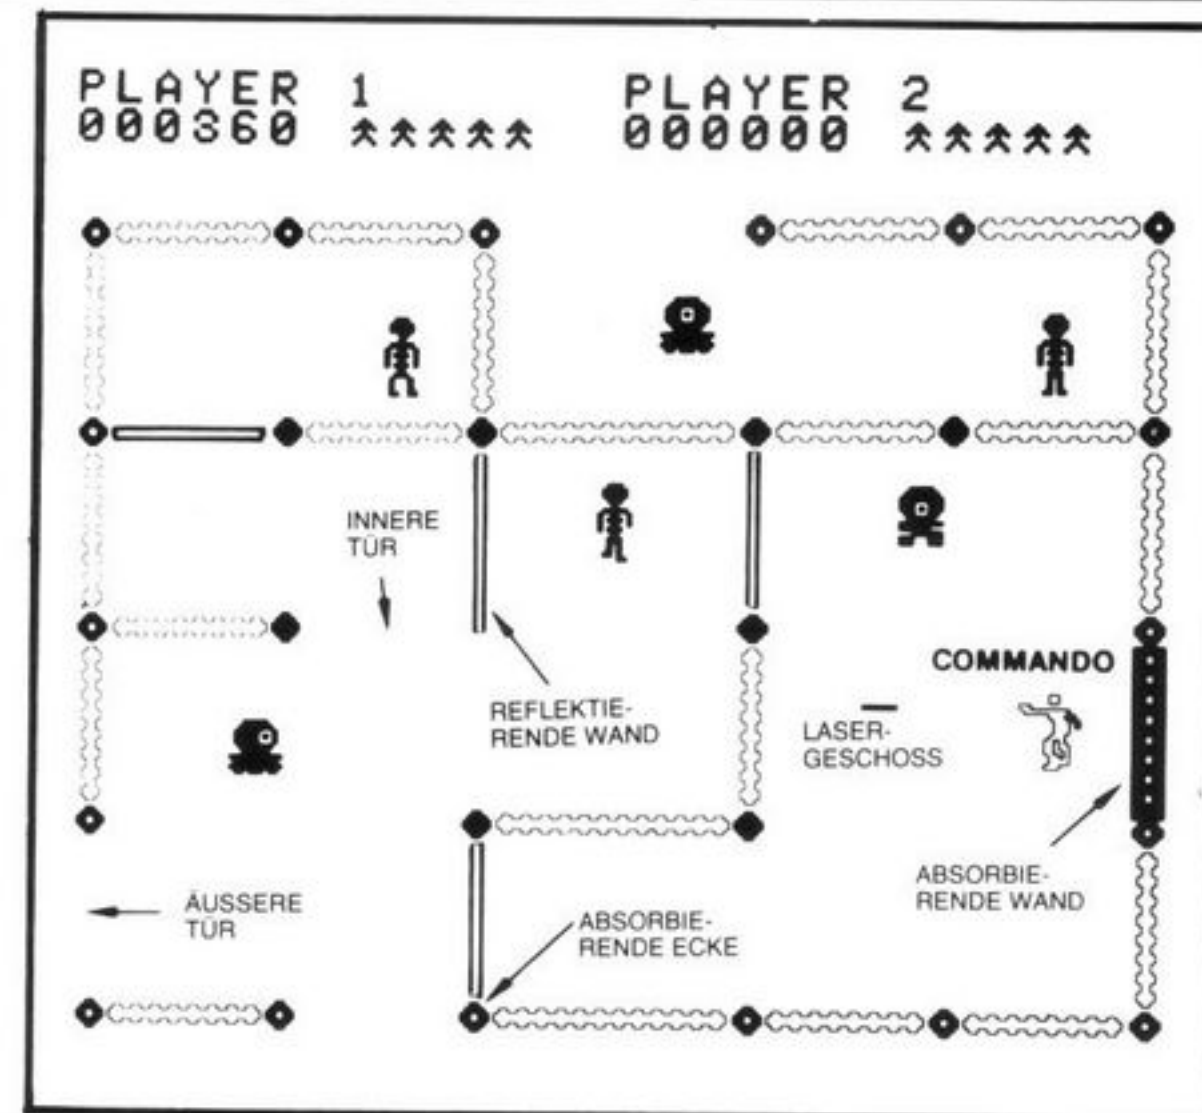 PLAYER 1 PLAYER 2
000360 000000
INNERE
TÜR
COMMANDO
REFLEKTIE-
RENDE WAND
LASER-
GESCHOSS
ABSORBIE-
RENDE WAND
ÄUSSERE
TÜR
ABSORBIE-
RENDE ECKE